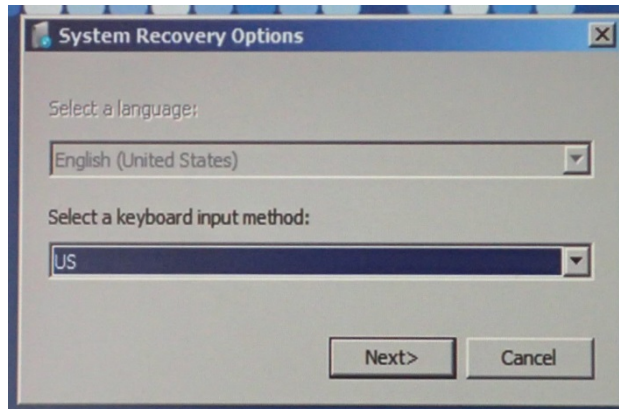 System Recovery Options
Select a language:
English (United States)
Select a keyboard input method:
US
Next>
Cancel